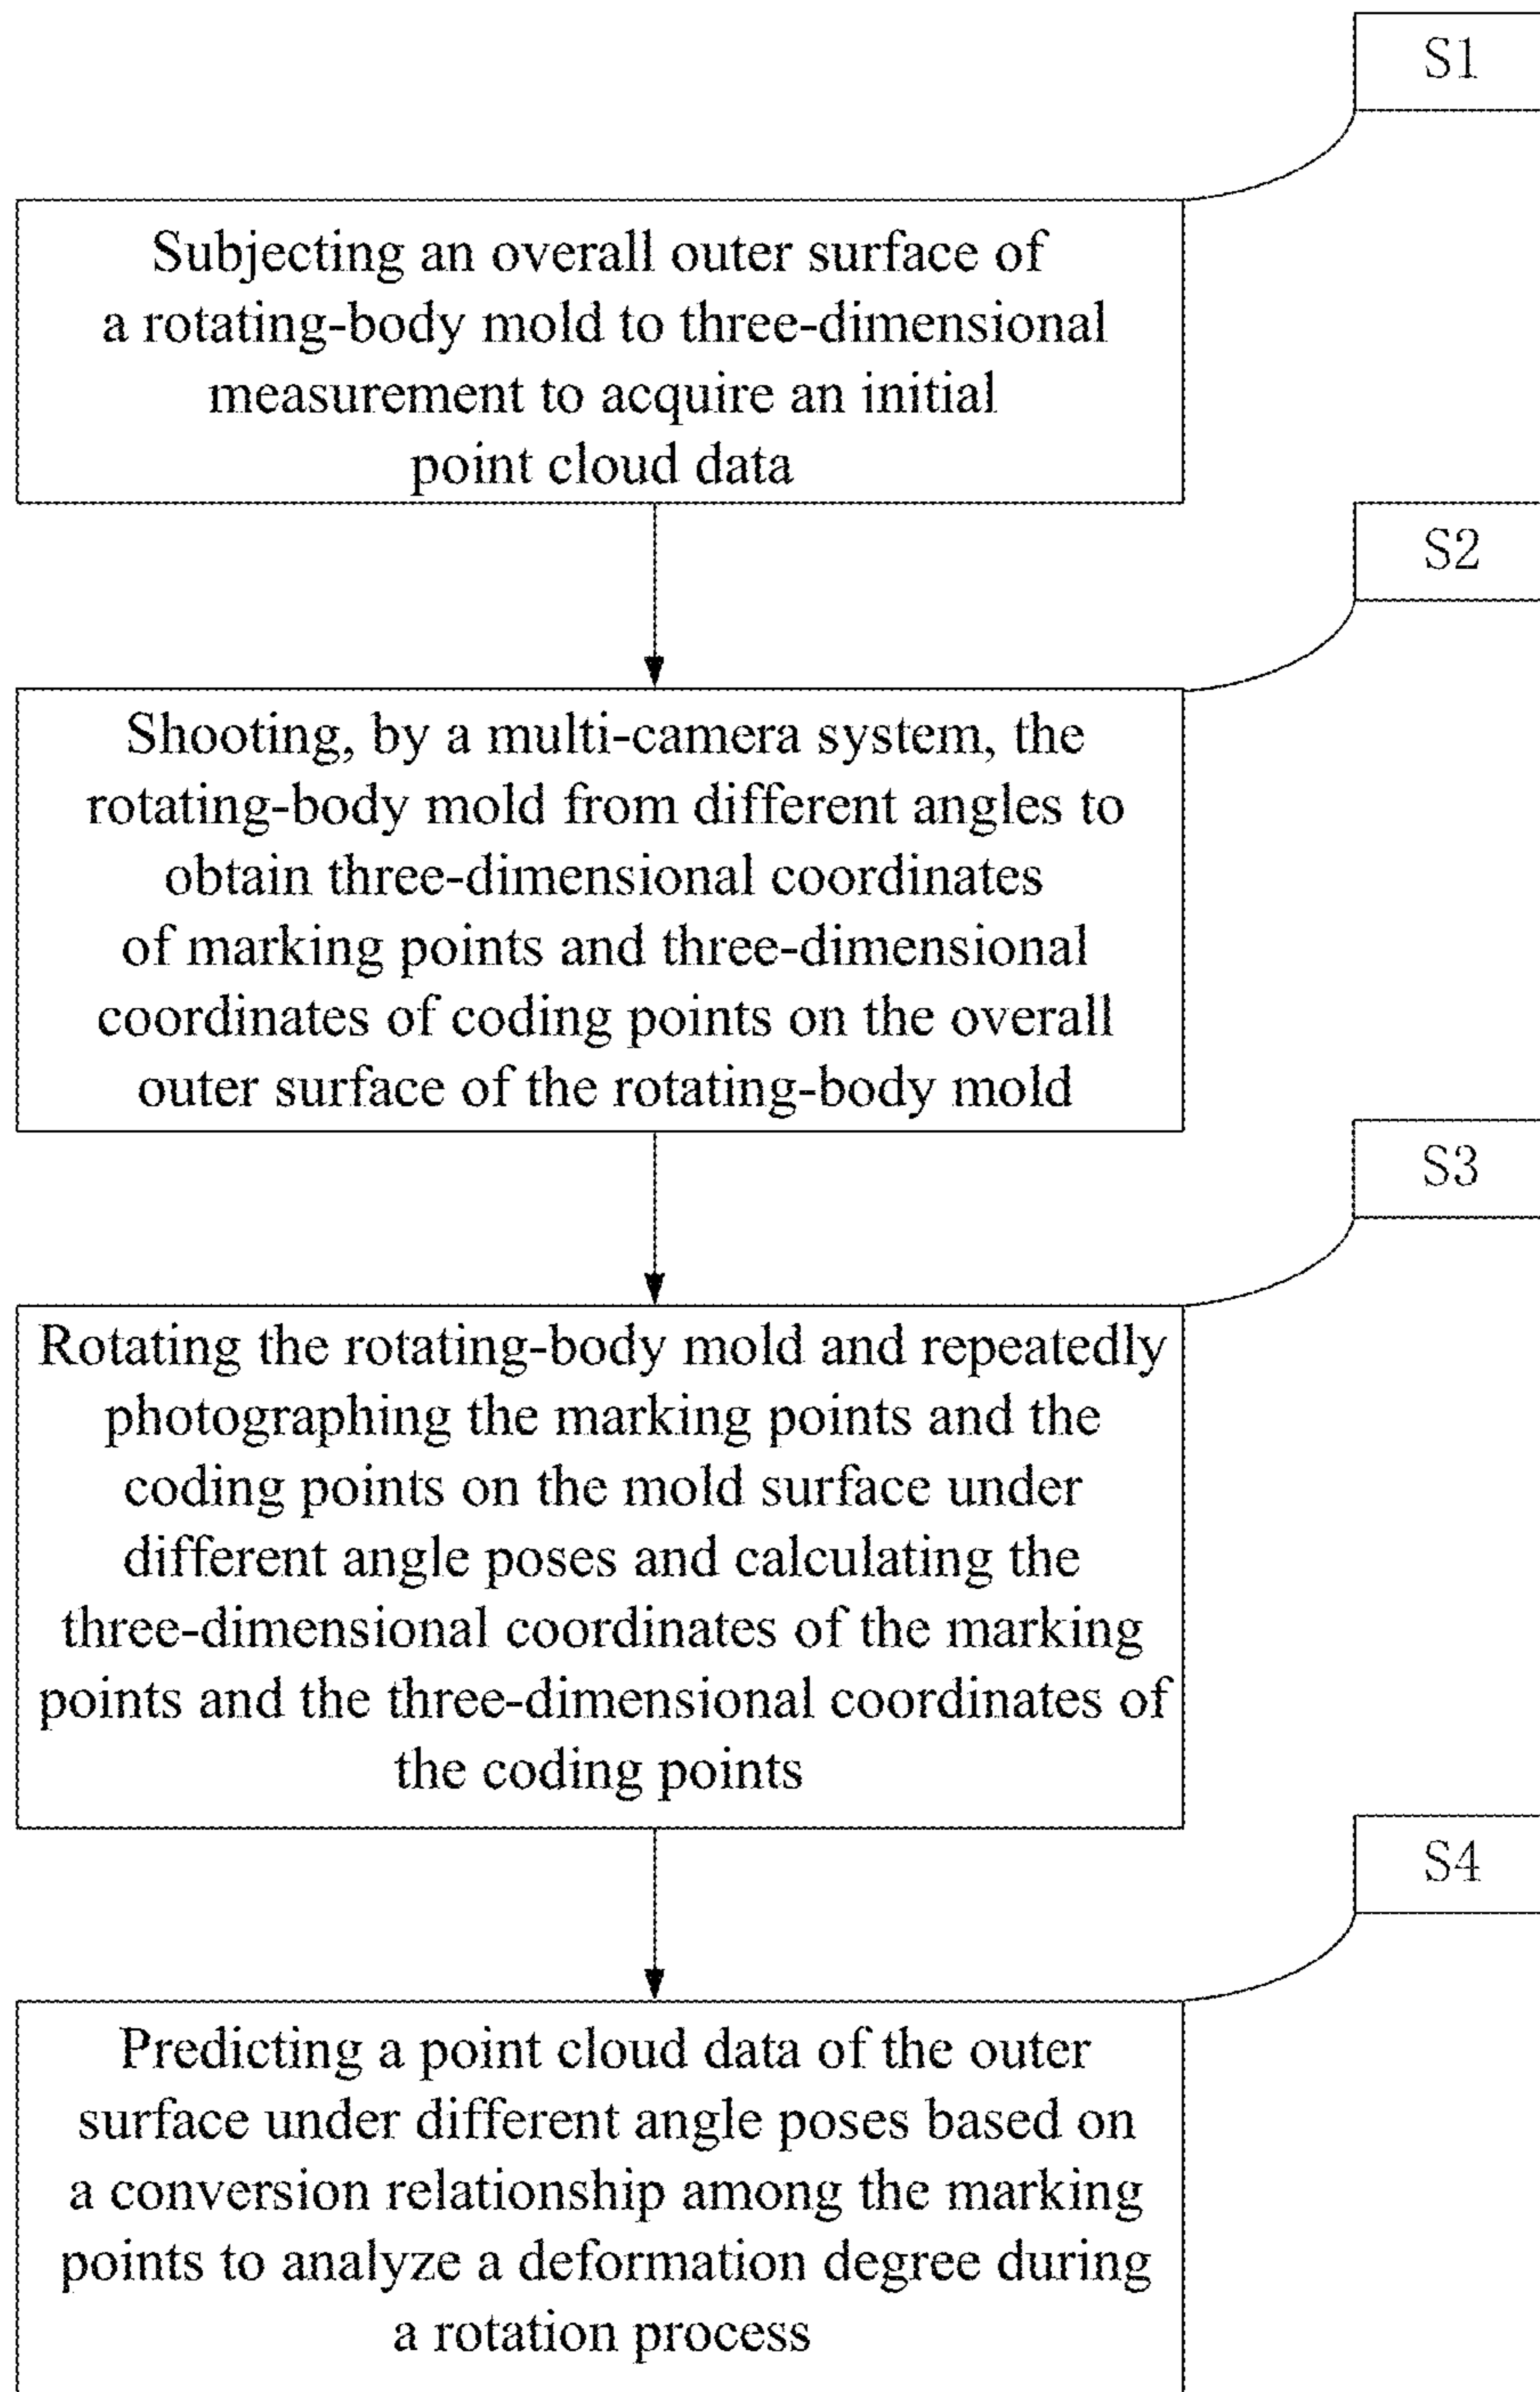 S1
Subjecting an overall outer surface of
a rotating-body mold to three-dimensional
measurement to acquire an initial
point cloud data
S2
Shooting, by a multi-camera system, the
rotating-body mold from different angles to
obtain three-dimensional coordinates
of marking points and three-dimensional
coordinates of coding points on the overall
outer surface of the rotating-body mold
S3
Rotating the rotating-body mold and repeatedly
photographing the marking points and the
coding points on the mold surface under
different angle poses and calculating the
three-dimensional coordinates of the marking
points and the three-dimensional coordinates of
the coding points
S4
Predicting a point cloud data of the outer
surface under different angle poses based on
a conversion relationship among the marking
points to analyze a deformation degree during
a rotation process